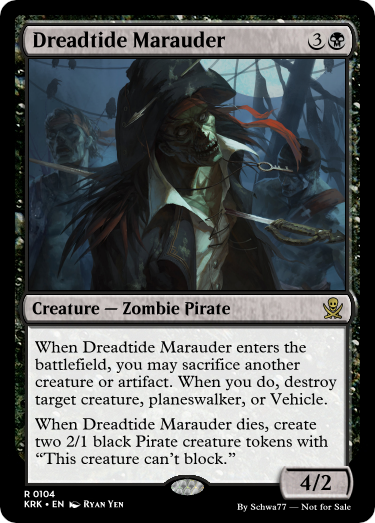 Dreadtide Marauder 3
Creature — Zombie Pirate
When Dreadtide Marauder enters the
battlefield, you may sacrifice another
creature or artifact. When you do, destroy
target creature, planeswalker, or Vehicle.
When Dreadtide Marauder dies, create
two 2/1 black Pirate creature tokens with
“This creature can’t block.”
4/2
R 0104
KRK • EN Ryan Yen
By Schwa77 — Not for Sale